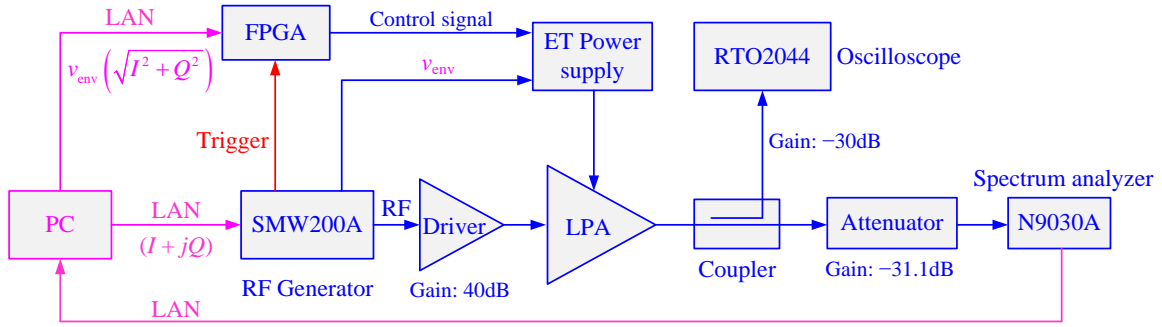 LAN
FPGA
Control signal
ET Power
supply
RTO2044
Oscilloscope
v_env(√(I² + Q²))
v_env
Trigger
Gain: −30dB
PC
LAN
(I + jQ)
SMW200A
RF
Driver
LPA
Coupler
Attenuator
Spectrum analyzer
N9030A
RF Generator
Gain: 40dB
Gain: −31.1dB
LAN